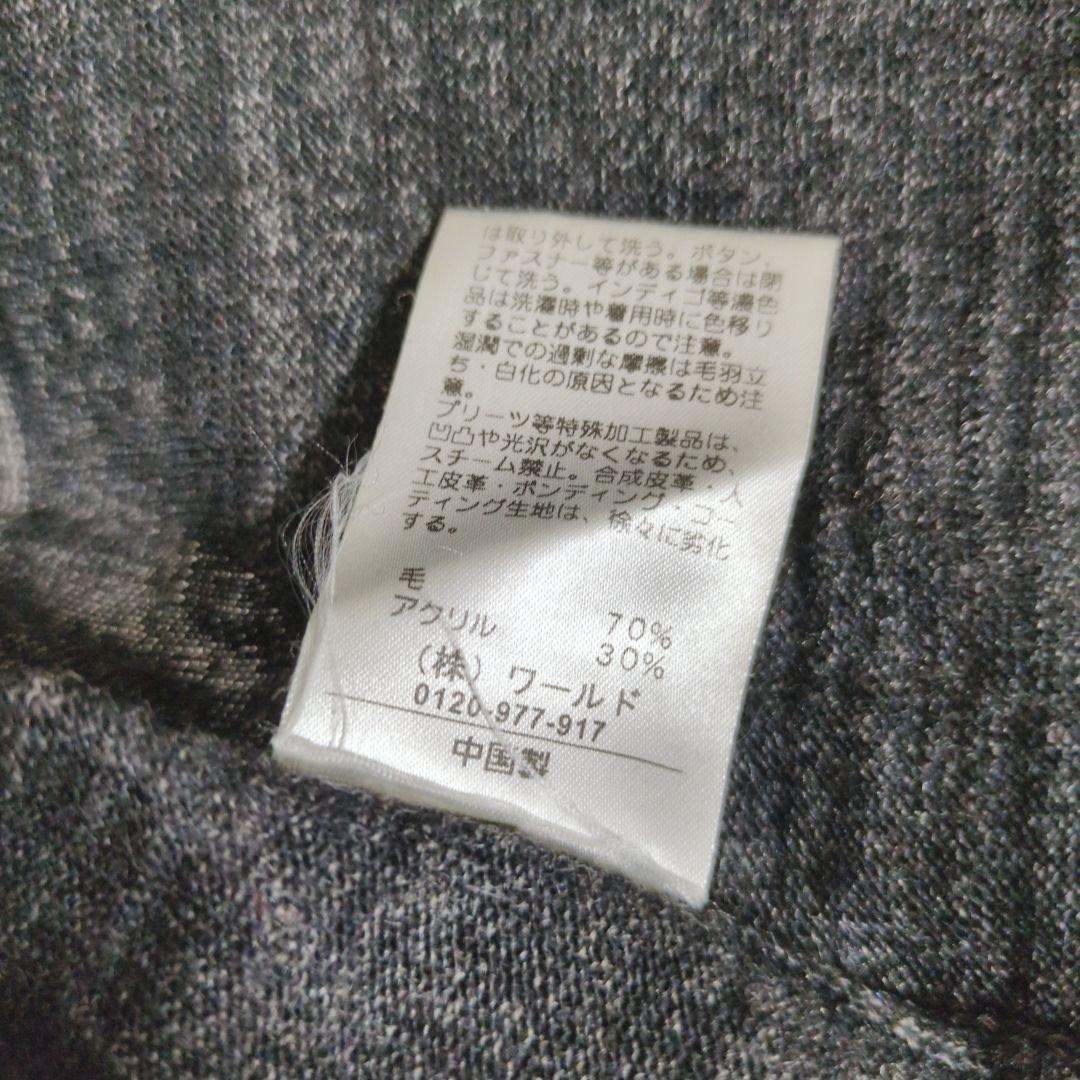 は取り外して洗う。ボタン、
ファスナー等がある場合は閉
じて洗う。インディゴ等濃色
品は洗濯時や着用時に色移り
することがあるので注意。
湿潤での過剰な摩擦は毛羽立
ち・白化の原因となるため注
意。
プリーツ等特殊加工製品は、
凹凸や光沢がなくなるため、
スチーム禁止。合成皮革・人
工皮革・ボンディング・コー
ティング生地は、徐々に劣化
する。
毛 70%
アクリル 30%
(株)ワールド
0120-977-917
中国製